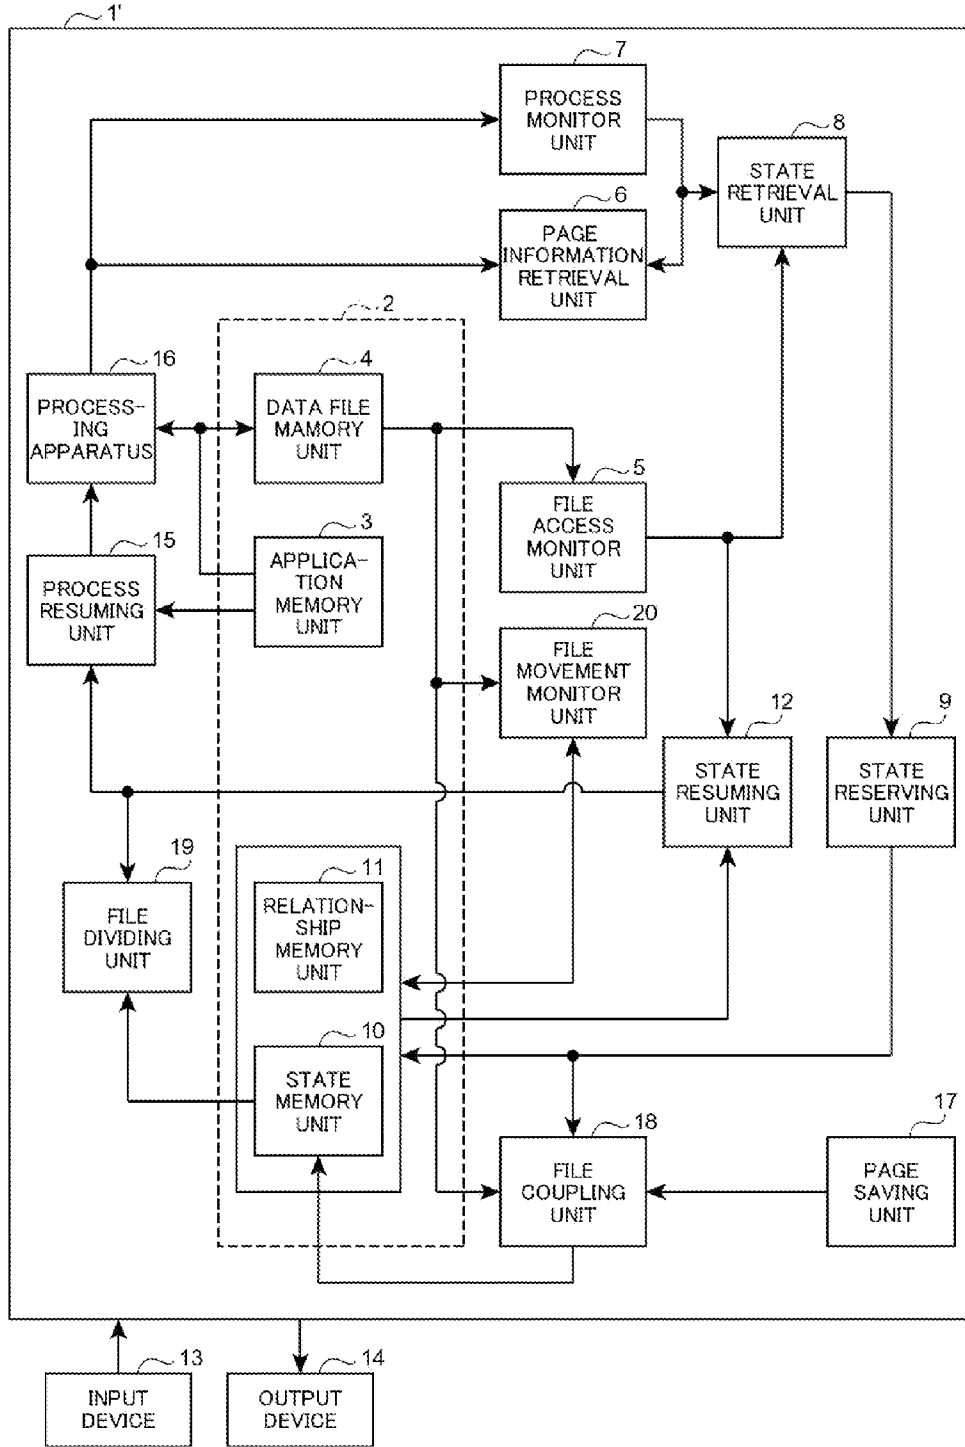 1'
7
PROCESS
MONITOR
UNIT
8
STATE
RETRIEVAL
UNIT
6
PAGE
INFORMATION
RETRIEVAL
UNIT
2
16
PROCESS-
ING
APPARATUS
4
DATA FILE
MAMORY
UNIT
5
FILE
ACCESS
MONITOR
UNIT
3
APPLICA-
TION
MEMORY
UNIT
15
PROCESS
RESUMING
UNIT
20
FILE
MOVEMENT
MONITOR
UNIT
12
STATE
RESUMING
UNIT
9
STATE
RESERVING
UNIT
19
FILE
DIVIDING
UNIT
11
RELATION-
SHIP
MEMORY
UNIT
10
STATE
MEMORY
UNIT
18
FILE
COUPLING
UNIT
17
PAGE
SAVING
UNIT
13
INPUT
DEVICE
14
OUTPUT
DEVICE